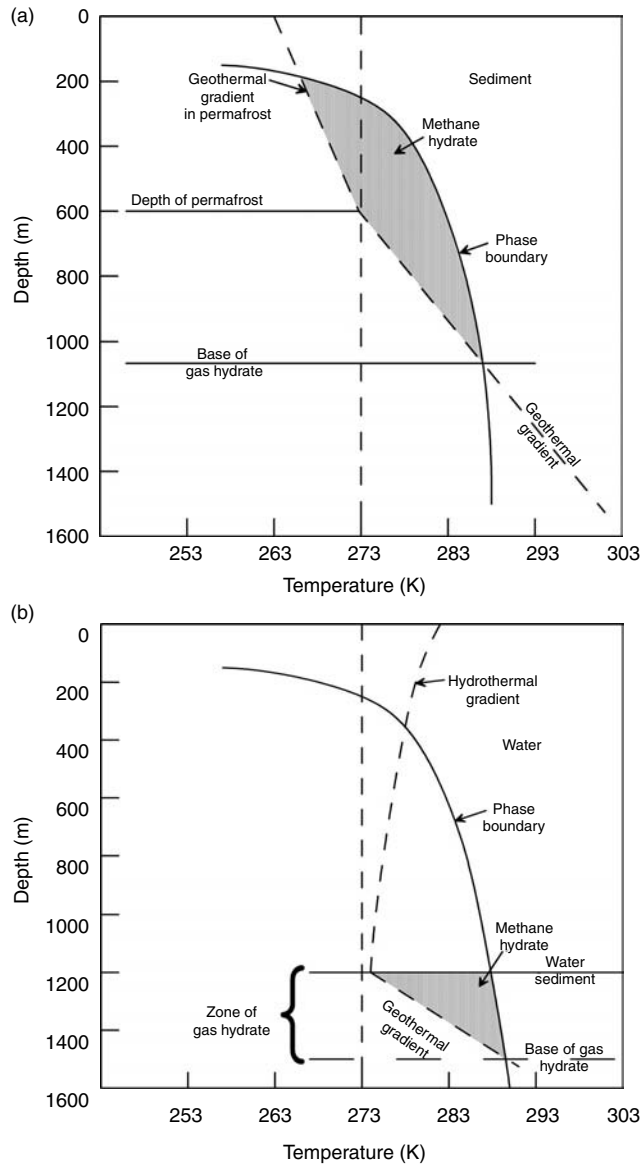 (a)
0
200
400
600
800
1000
1200
1400
1600
Depth (m)
Geothermal
gradient
in permafrost
Sediment
Methane
hydrate
Depth of permafrost
Phase
boundary
Base of
gas hydrate
Geothermal
gradient
253
263
273
283
293
303
Temperature (K)
(b)
0
200
400
600
800
1000
1200
1400
1600
Depth (m)
Hydrothermal
gradient
Water
Phase
boundary
Methane
hydrate
Water
sediment
Zone of
gas hydrate
Geothermal
gradient
Base of gas
hydrate
253
263
273
283
293
303
Temperature (K)